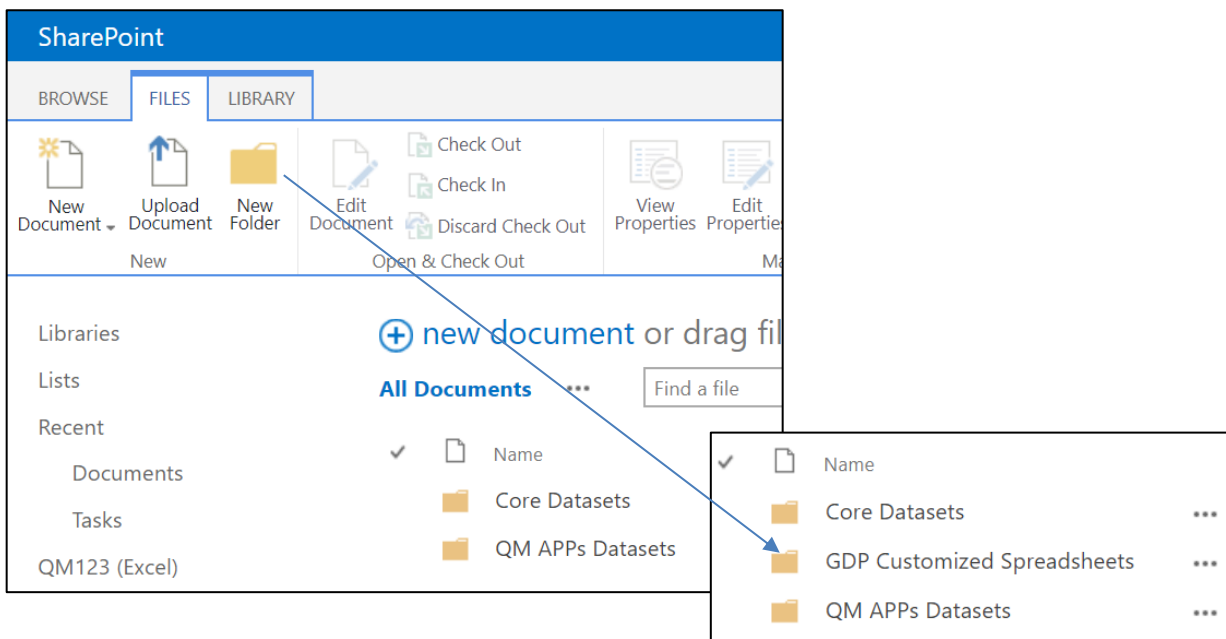 SharePoint
BROWSE FILES LIBRARY
New Document
Upload Document
New Folder
New
Edit Document
Check Out
Check In
Discard Check Out
Open & Check Out
View Properties
Edit Propertie
Ma
Libraries
Lists
Recent
Documents
Tasks
QM123 (Excel)
new document or drag fil
All Documents ••• Find a file
Name
Core Datasets
QM APPs Datasets
Name
Core Datasets •••
GDP Customized Spreadsheets •••
QM APPs Datasets •••